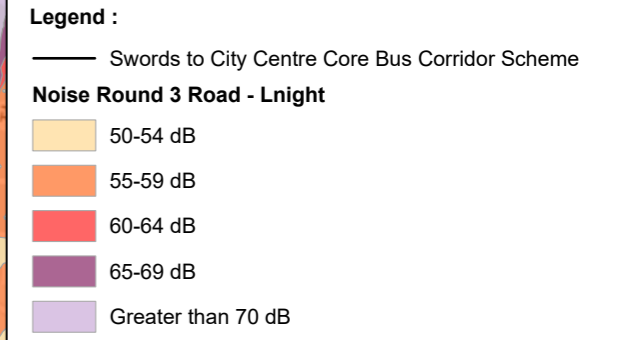 Legend :
Swords to City Centre Core Bus Corridor Scheme
Noise Round 3 Road - Lnight
50-54 dB
55-59 dB
60-64 dB
65-69 dB
Greater than 70 dB